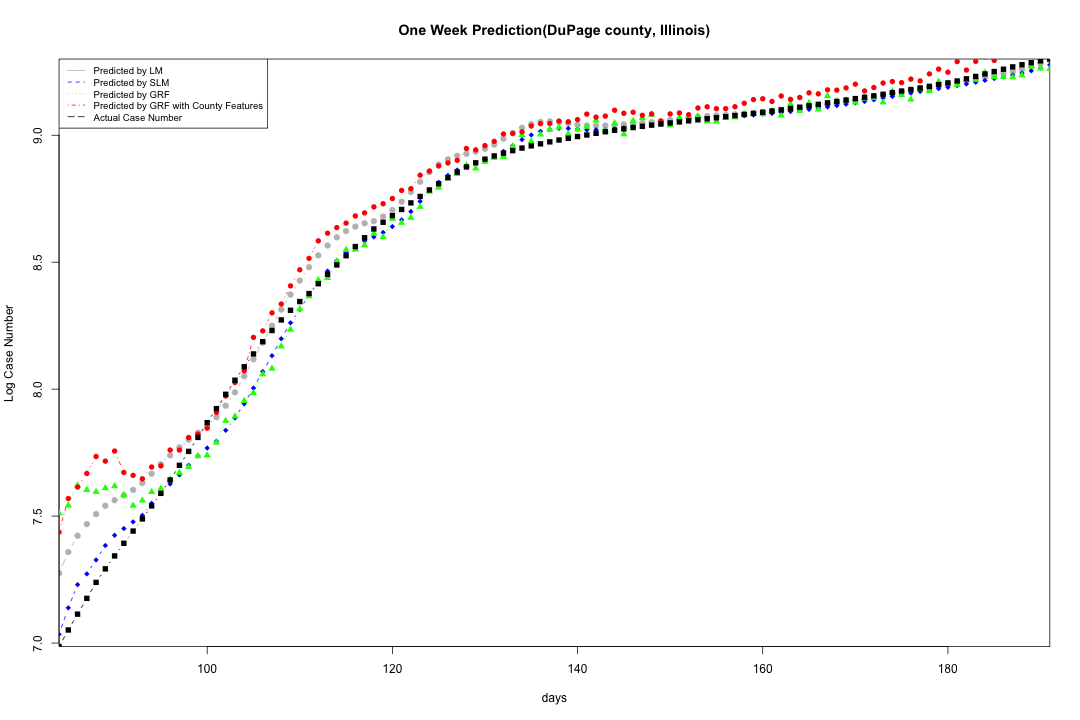 One Week Prediction(DuPage county, Illinois)
Predicted by LM
Predicted by SLM
Predicted by GRF
Predicted by GRF with County Features
Actual Case Number
Log Case Number
9.0
8.5
8.0
7.5
7.0
100 120 140 160 180
days